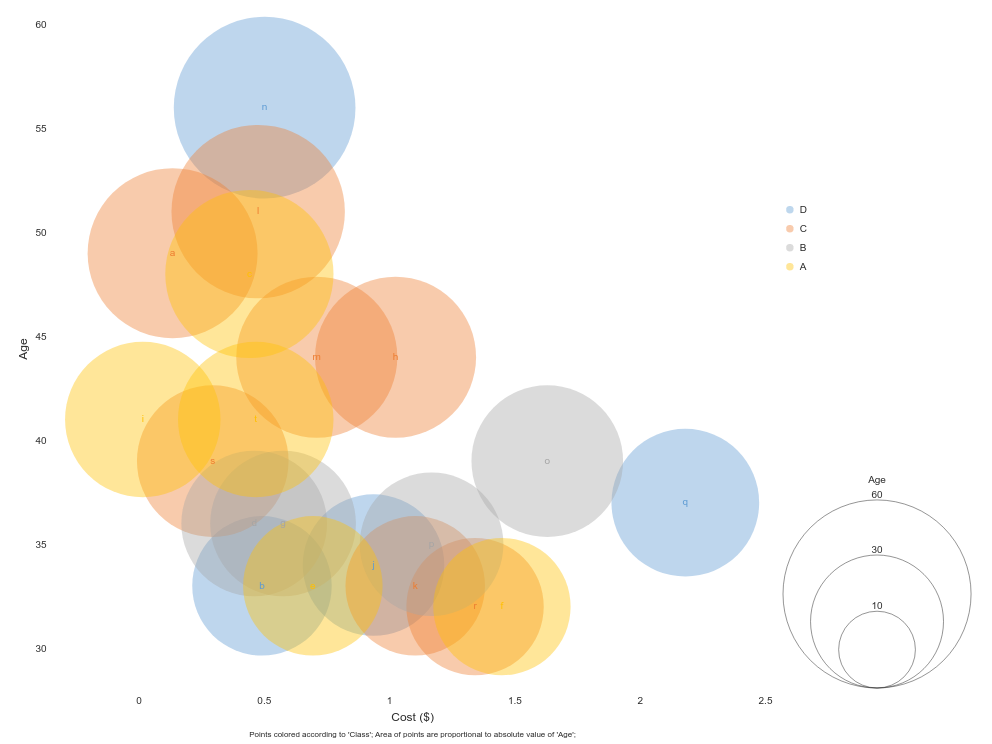 60
55
50
45
40
35
30
Age
n
l
a
m
h
i
t
s
o
q
g
p
j
b
k
r
f
0
0.5
1
1.5
2
2.5
Cost ($)
Points colored according to 'Class'; Area of points are proportional to absolute value of 'Age';
D
C
B
A
Age
60
30
10